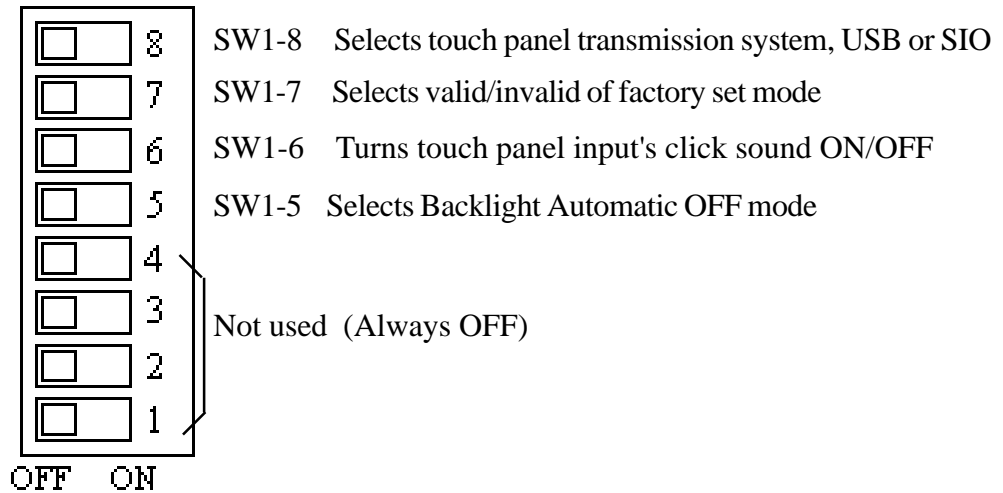 8 SW1-8 Selects touch panel transmission system, USB or SIO
7 SW1-7 Selects valid/invalid of factory set mode
6 SW1-6 Turns touch panel input's click sound ON/OFF
5 SW1-5 Selects Backlight Automatic OFF mode
4
3 Not used (Always OFF)
2
1
OFF ON